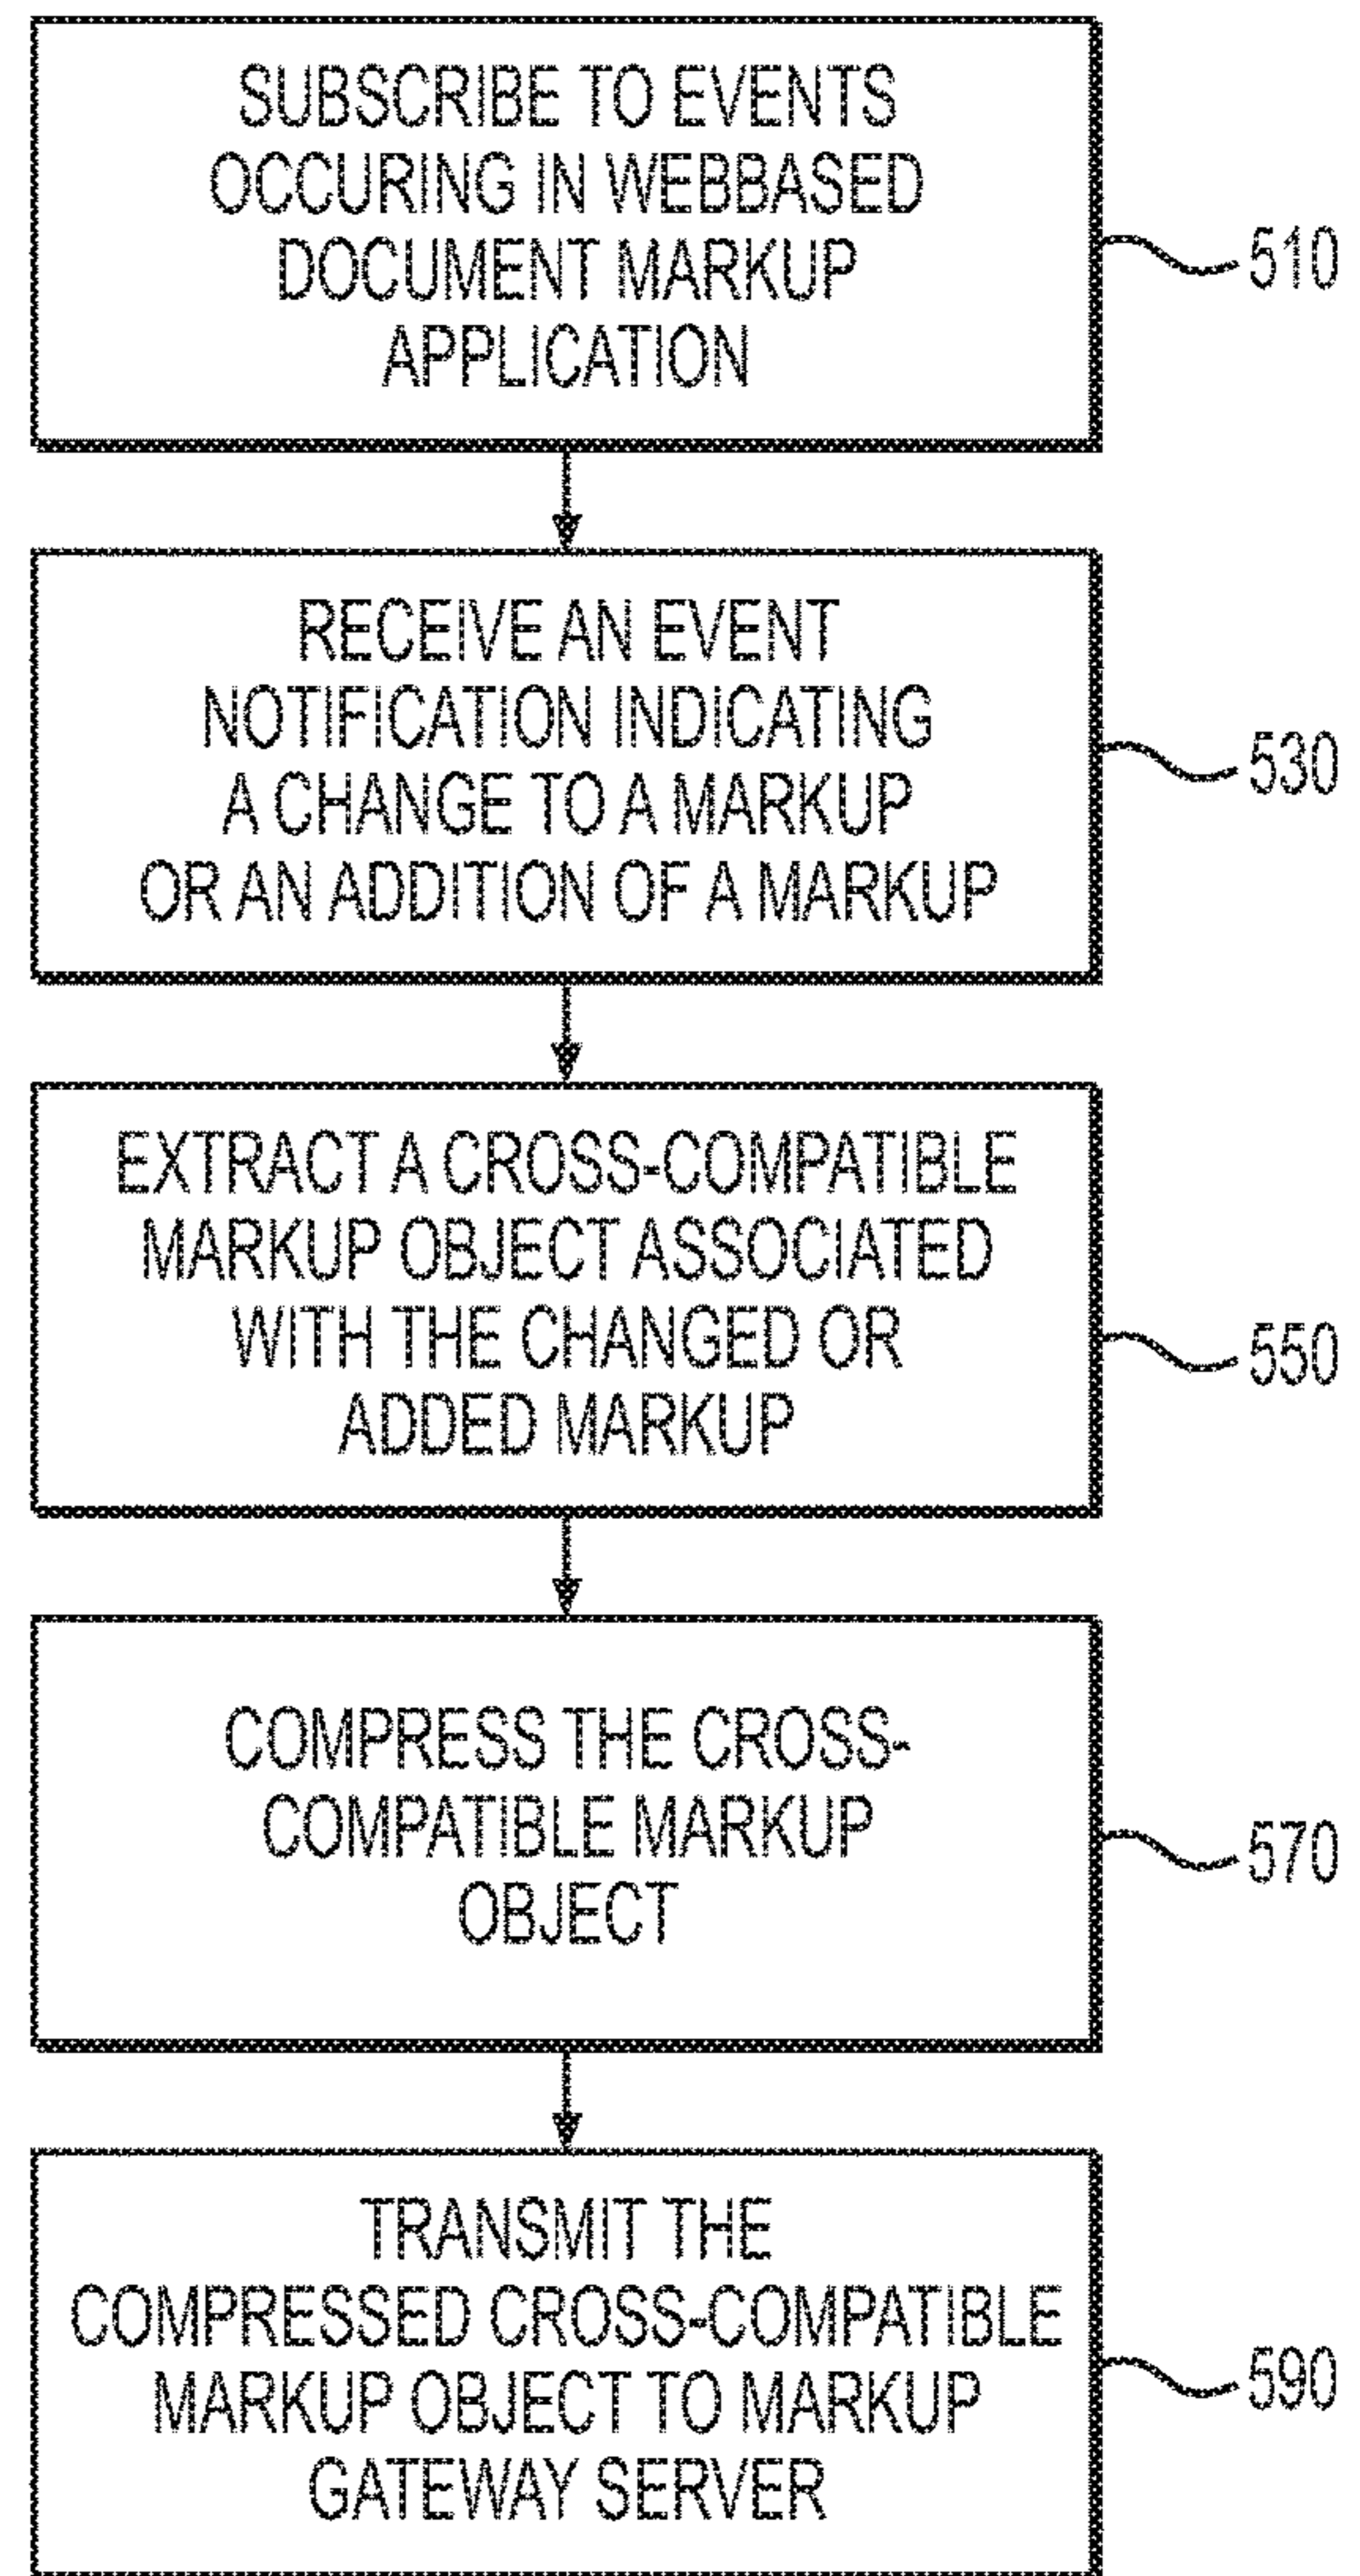 SUBSCRIBE TO EVENTS
OCCURING IN WEBBASED
DOCUMENT MARKUP
APPLICATION
510
RECEIVE AN EVENT
NOTIFICATION INDICATING
A CHANGE TO A MARKUP
OR AN ADDITION OF A MARKUP
530
EXTRACT A CROSS-COMPATIBLE
MARKUP OBJECT ASSOCIATED
WITH THE CHANGED OR
ADDED MARKUP
550
COMPRESS THE CROSS-
COMPATIBLE MARKUP
OBJECT
570
TRANSMIT THE
COMPRESSED CROSS-COMPATIBLE
MARKUP OBJECT TO MARKUP
GATEWAY SERVER
590